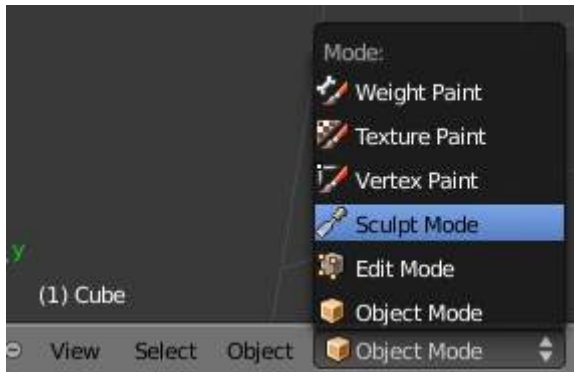 Mode:
Weight Paint
Texture Paint
Vertex Paint
Sculpt Mode
y
Edit Mode
(1) Cube
Object Mode
View Select Object Object Mode